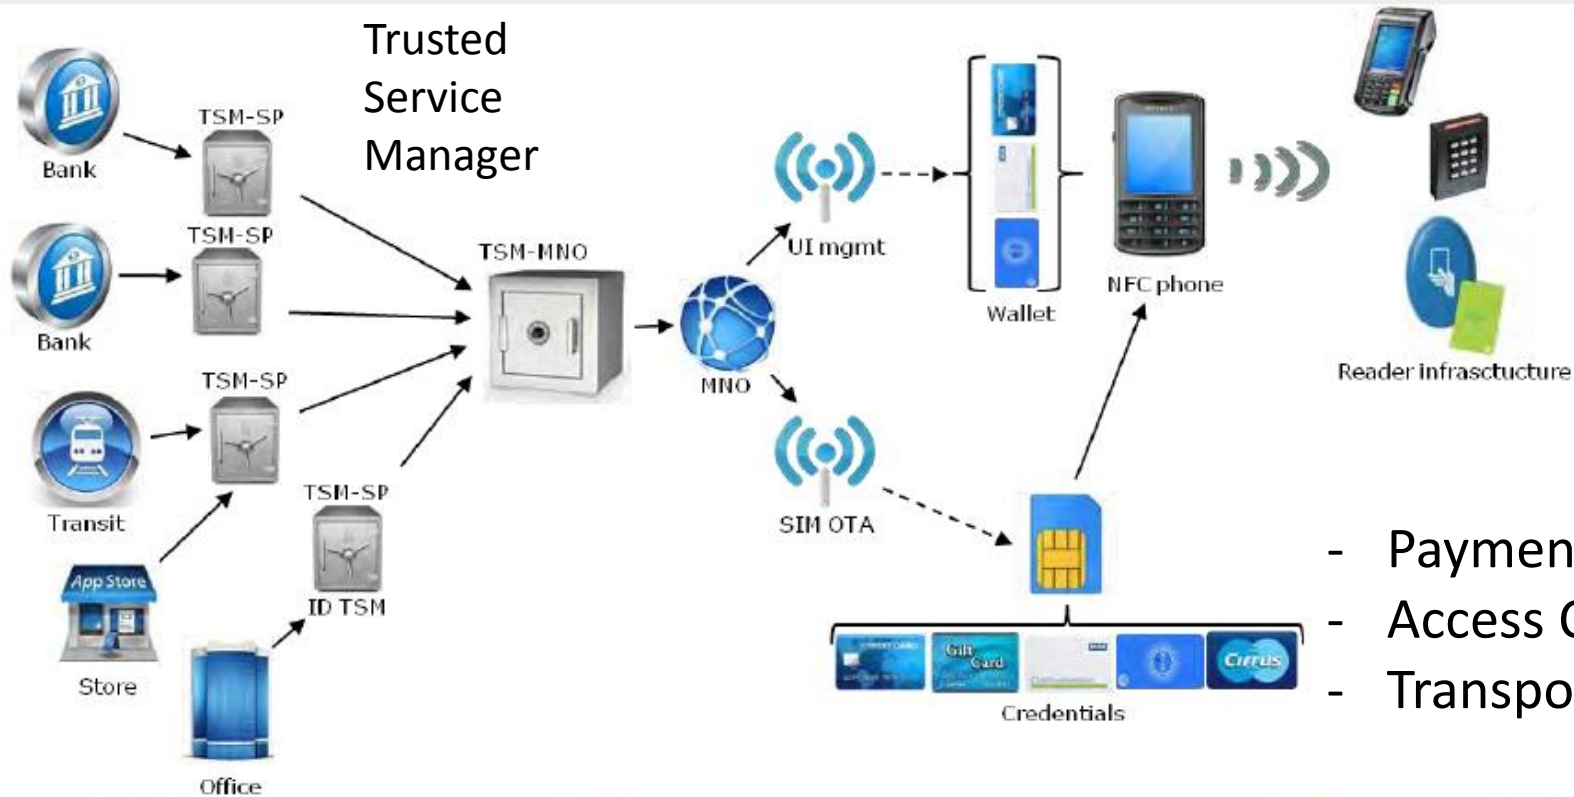 Trusted
Service
Manager
Bank
TSM-SP
Bank
TSM-SP
Transit
TSM-SP
App Store
Store
TSM-SP
ID TSM
Office
TSM-MNO
MNO
UI mgmt
SIM OTA
Wallet
NFC phone
Reader infrasctucture
Gift
Card
Cirrus
Credentials
- Paymen
- Access
- Transpo